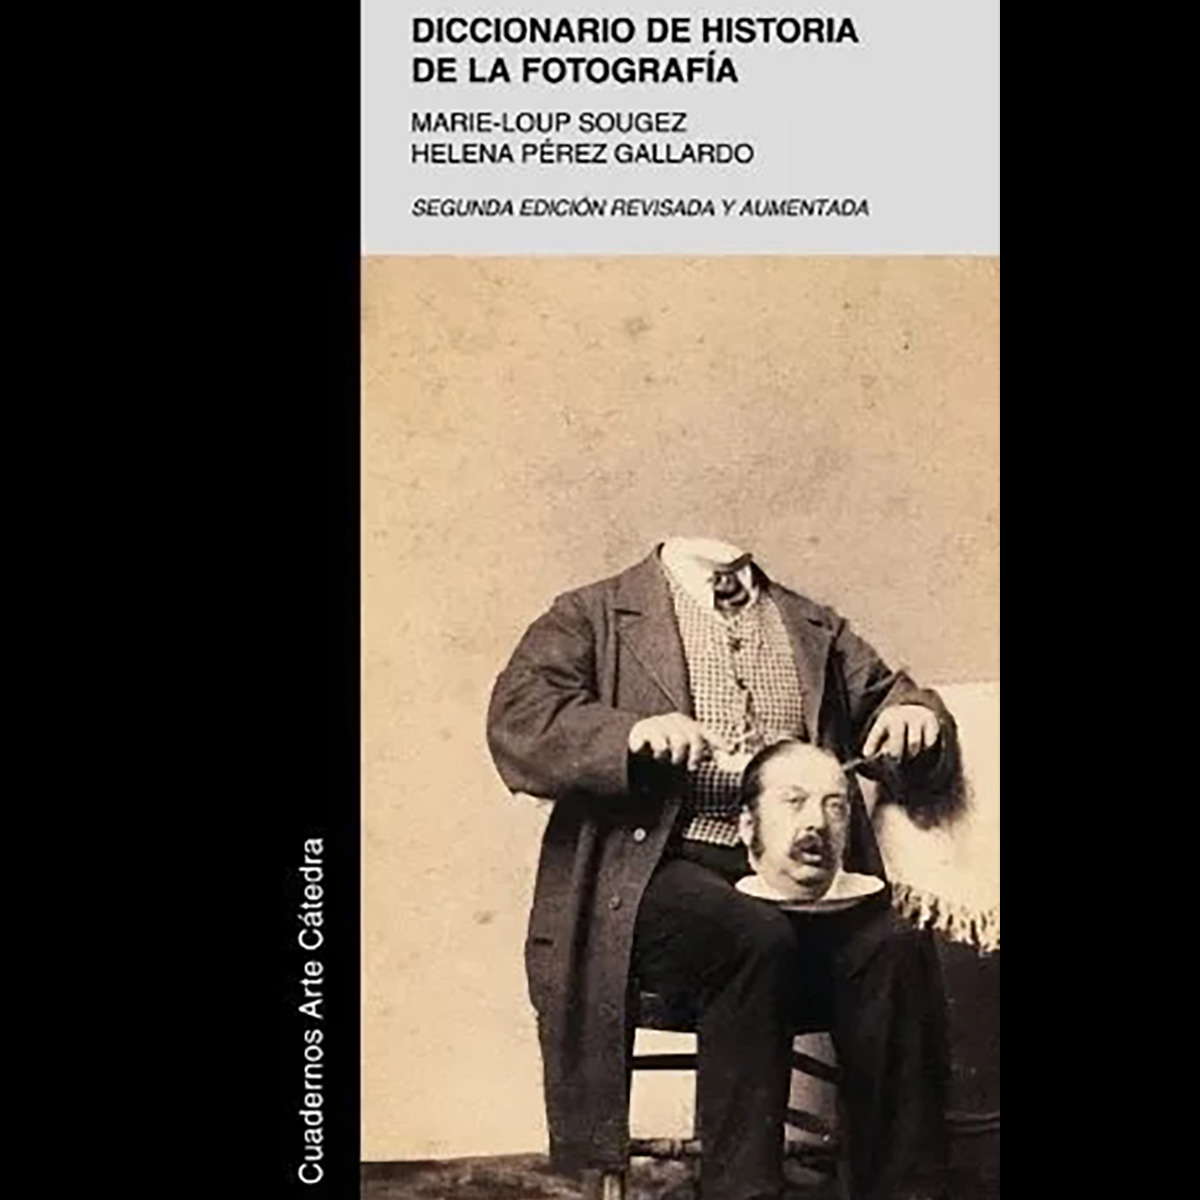 DICCIONARIO DE HISTORIA
DE LA FOTOGRAFÍA
MARIE-LOUP SOUGEZ
HELENA PÉREZ GALLARDO
SEGUNDA EDICIÓN REVISADA Y AUMENTADA
Cuadernos Arte Cátedra